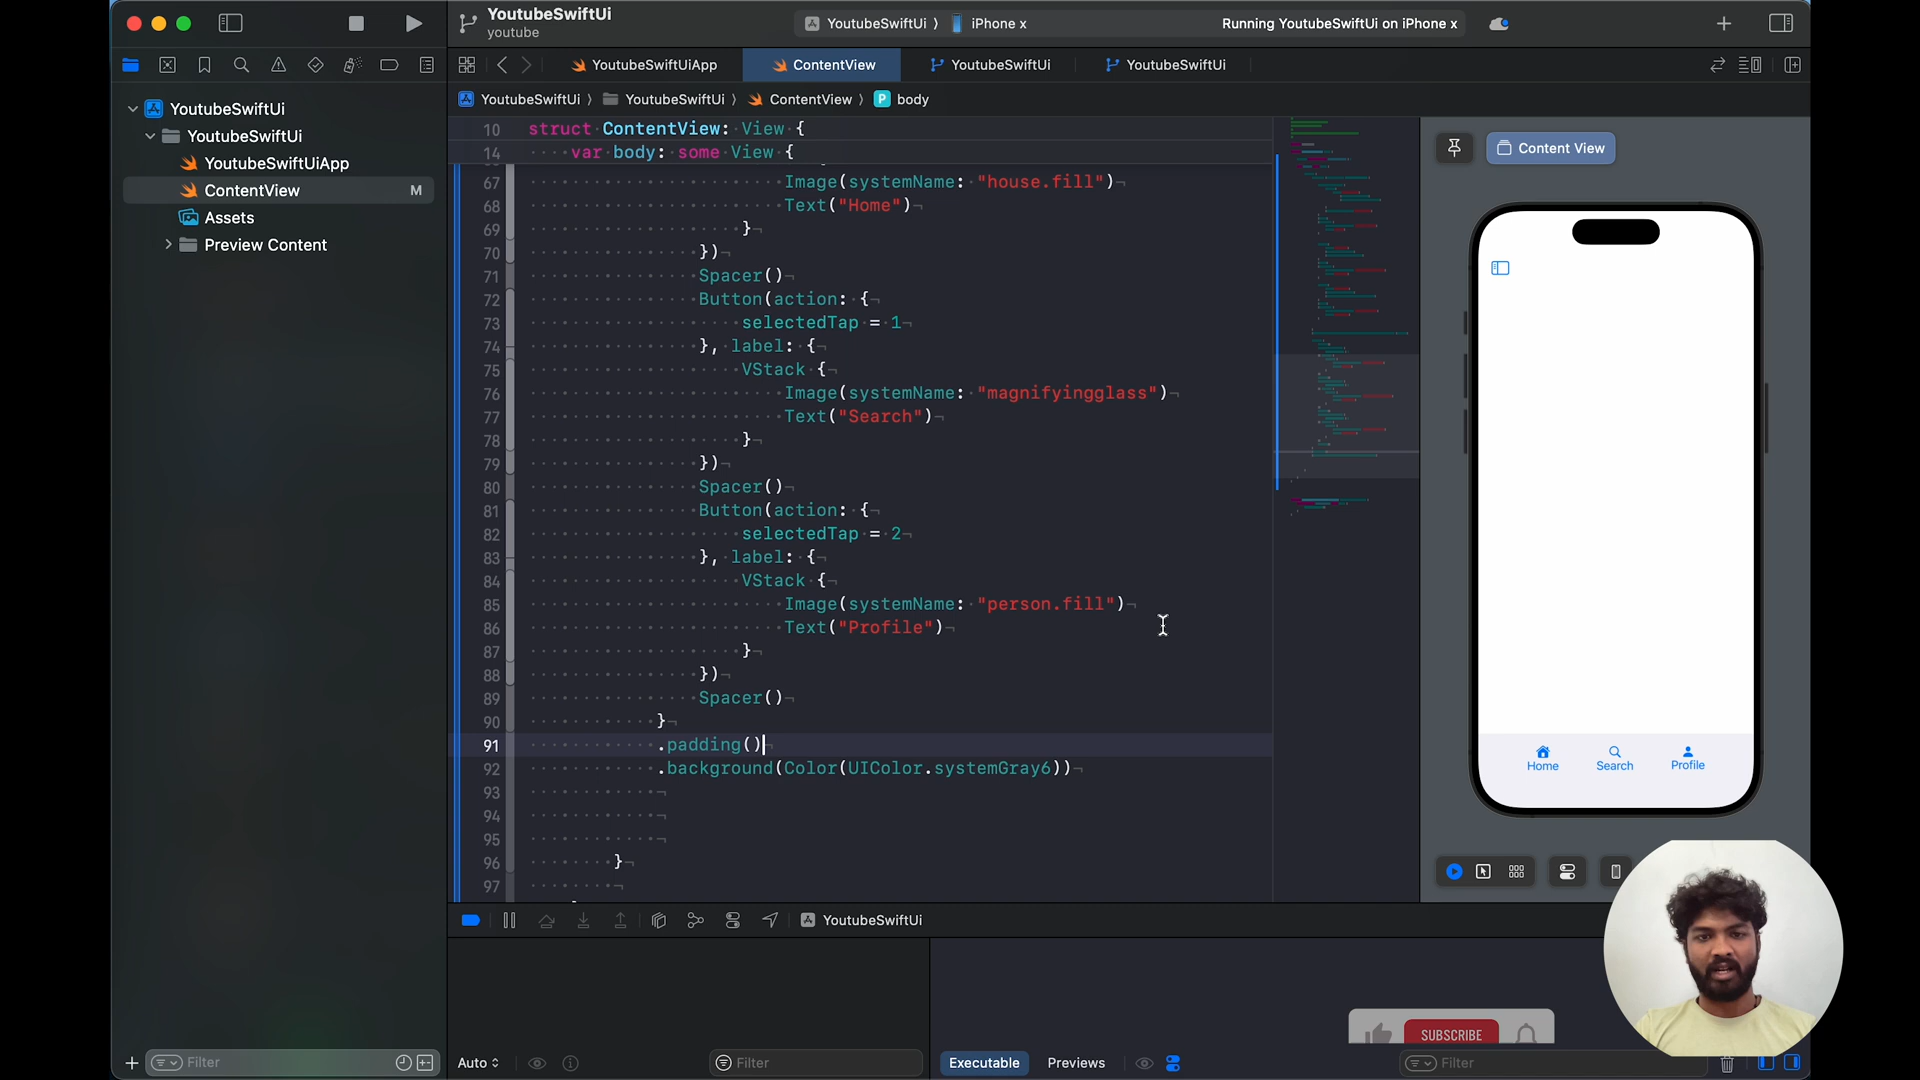 YoutubeSwiftUi
youtube
YoutubeSwiftUi ⟩ iPhone x
Running YoutubeSwiftUi on iPhone x
YoutubeSwiftUiApp
ContentView
YoutubeSwiftUi
YoutubeSwiftUi
YoutubeSwiftUi ⟩ YoutubeSwiftUi ⟩ ContentView ⟩ P body
YoutubeSwiftUi
YoutubeSwiftUi
YoutubeSwiftUiApp
ContentView M
Assets
Preview Content
10 struct ContentView: View {
14 var body: some View {
67 Image(systemName: "house.fill")
68 Text("Home")
69 }
70 })
71 Spacer()
72 Button(action: {
73 selectedTap = 1
74 }, label: {
75 VStack {
76 Image(systemName: "magnifyingglass")
77 Text("Search")
78 }
79 })
80 Spacer()
81 Button(action: {
82 selectedTap = 2
83 }, label: {
84 VStack {
85 Image(systemName: "person.fill")
86 Text("Profile")
87 }
88 })
89 Spacer()
90 }
91 .padding()
92 .background(Color(UIColor.systemGray6))
93
94
95
96 }
97
Content View
Home
Search
Profile
YoutubeSwiftUi
SUBSCRIBE
Filter
Auto
Filter
Executable
Previews
Filter